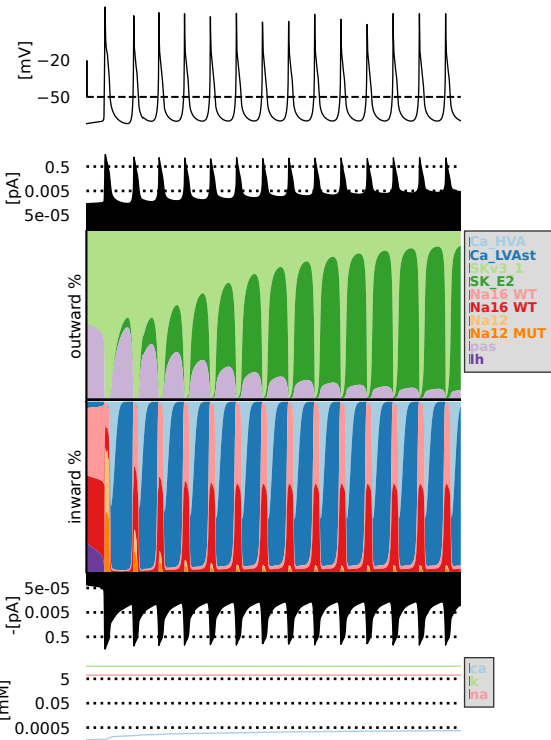 [mV]
−20
−50
[pA]
0.5
0.005
5e-05
outward %
Ca_HVA
Ca_LVAst
SKv3_1
SK_E2
Na16 WT
Na16 WT
Na12
Na12 MUT
pas
Ih
inward %
-[pA]
5e-05
0.005
0.5
[mM]
5
0.05
0.0005
ca
k
na